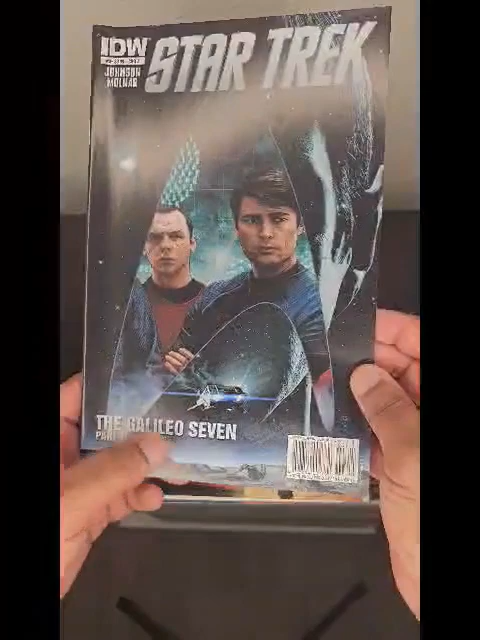 IDW
STAR TREK
JOHNSON
MOLNAR
THE GALILEO SEVEN